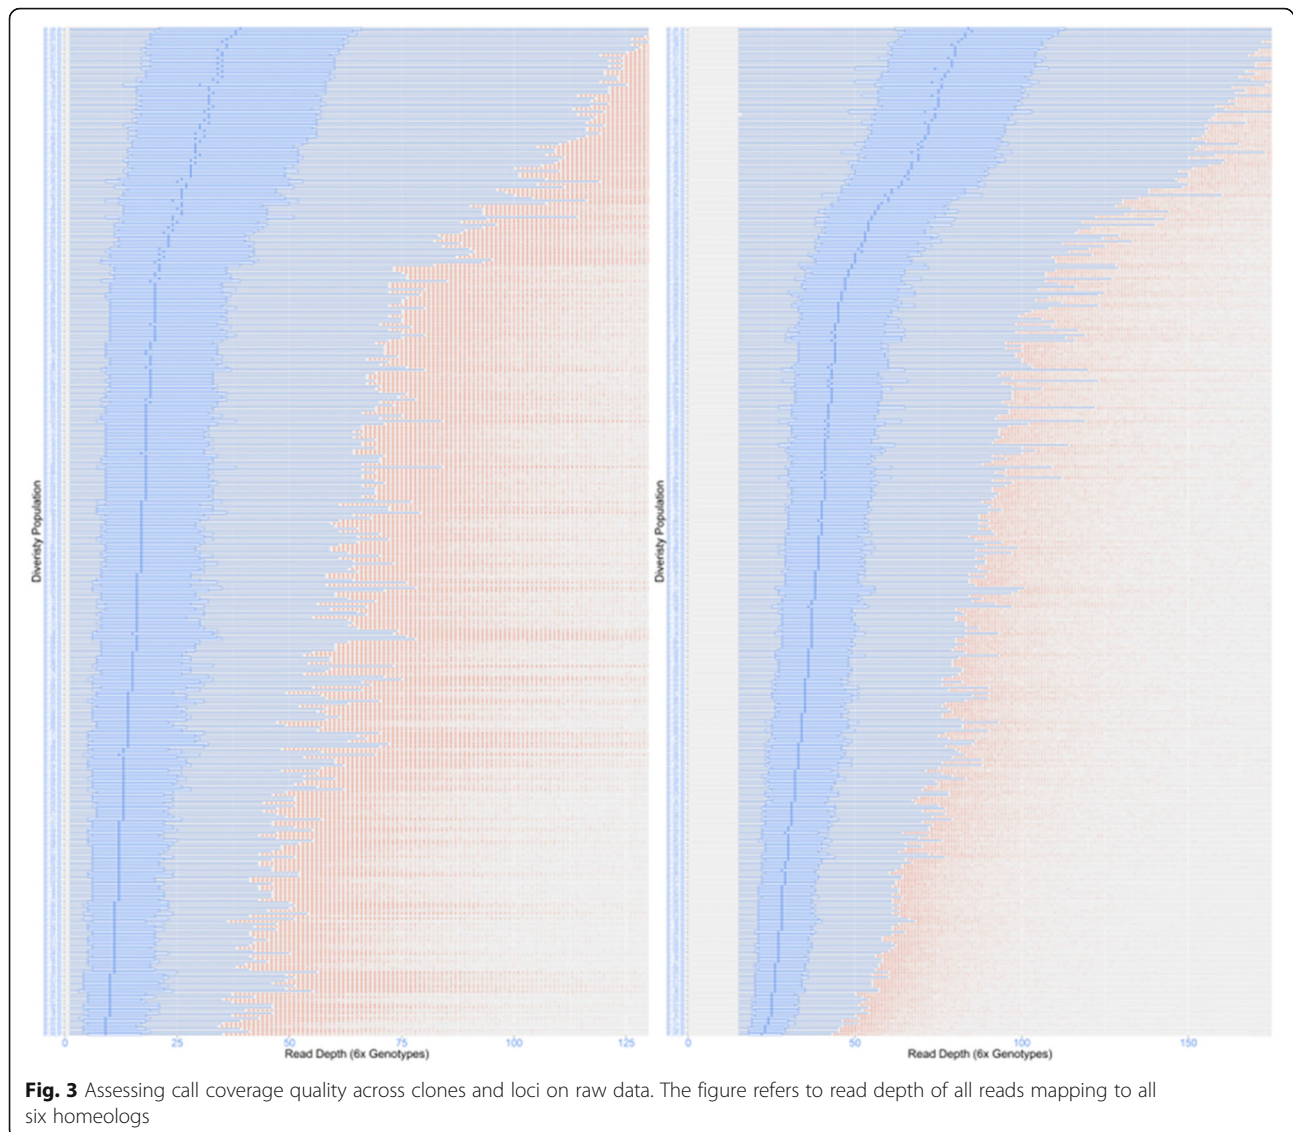 Diveristy Population
0 25 50 75 100 125
Read Depth (6x Genotypes)
Diveristy Population
0 50 100 150
Read Depth (6x Genotypes)
Fig. 3 Assessing call coverage quality across clones and loci on raw data. The figure refers to read depth of all reads mapping to all
six homeologs